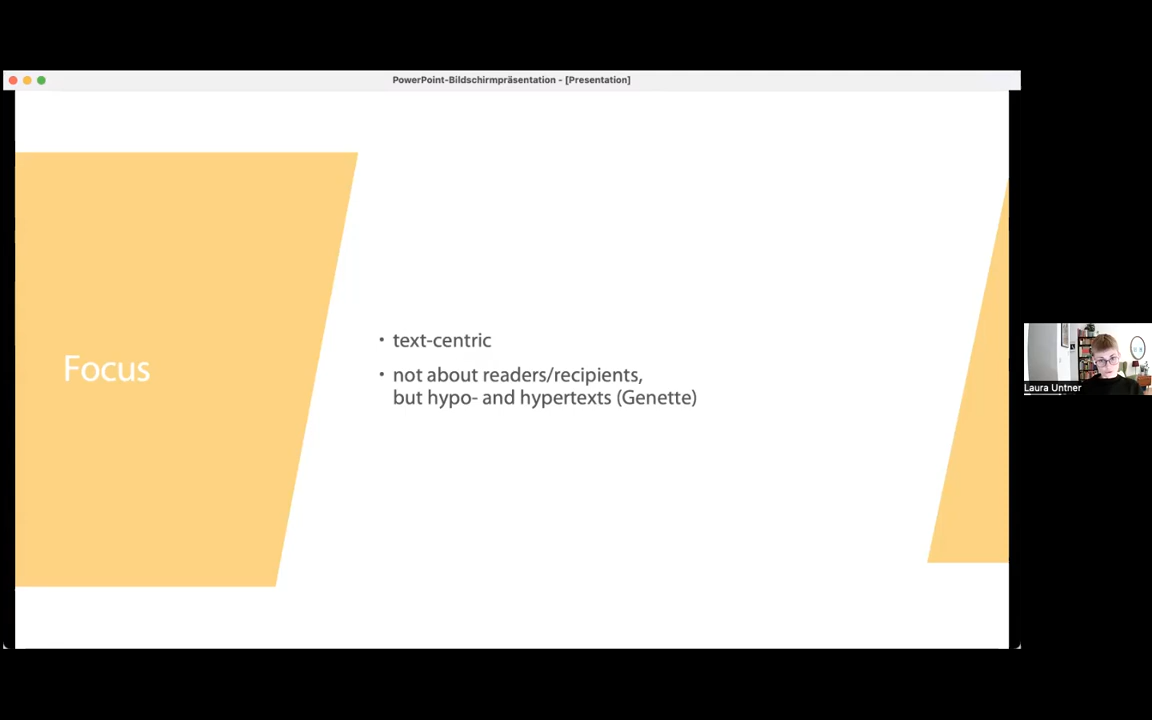 PowerPoint-Bildschirmpräsentation - [Presentation]
Focus
• text-centric
• not about readers/recipients,
but hypo- and hypertexts (Genette)
Laura Untner